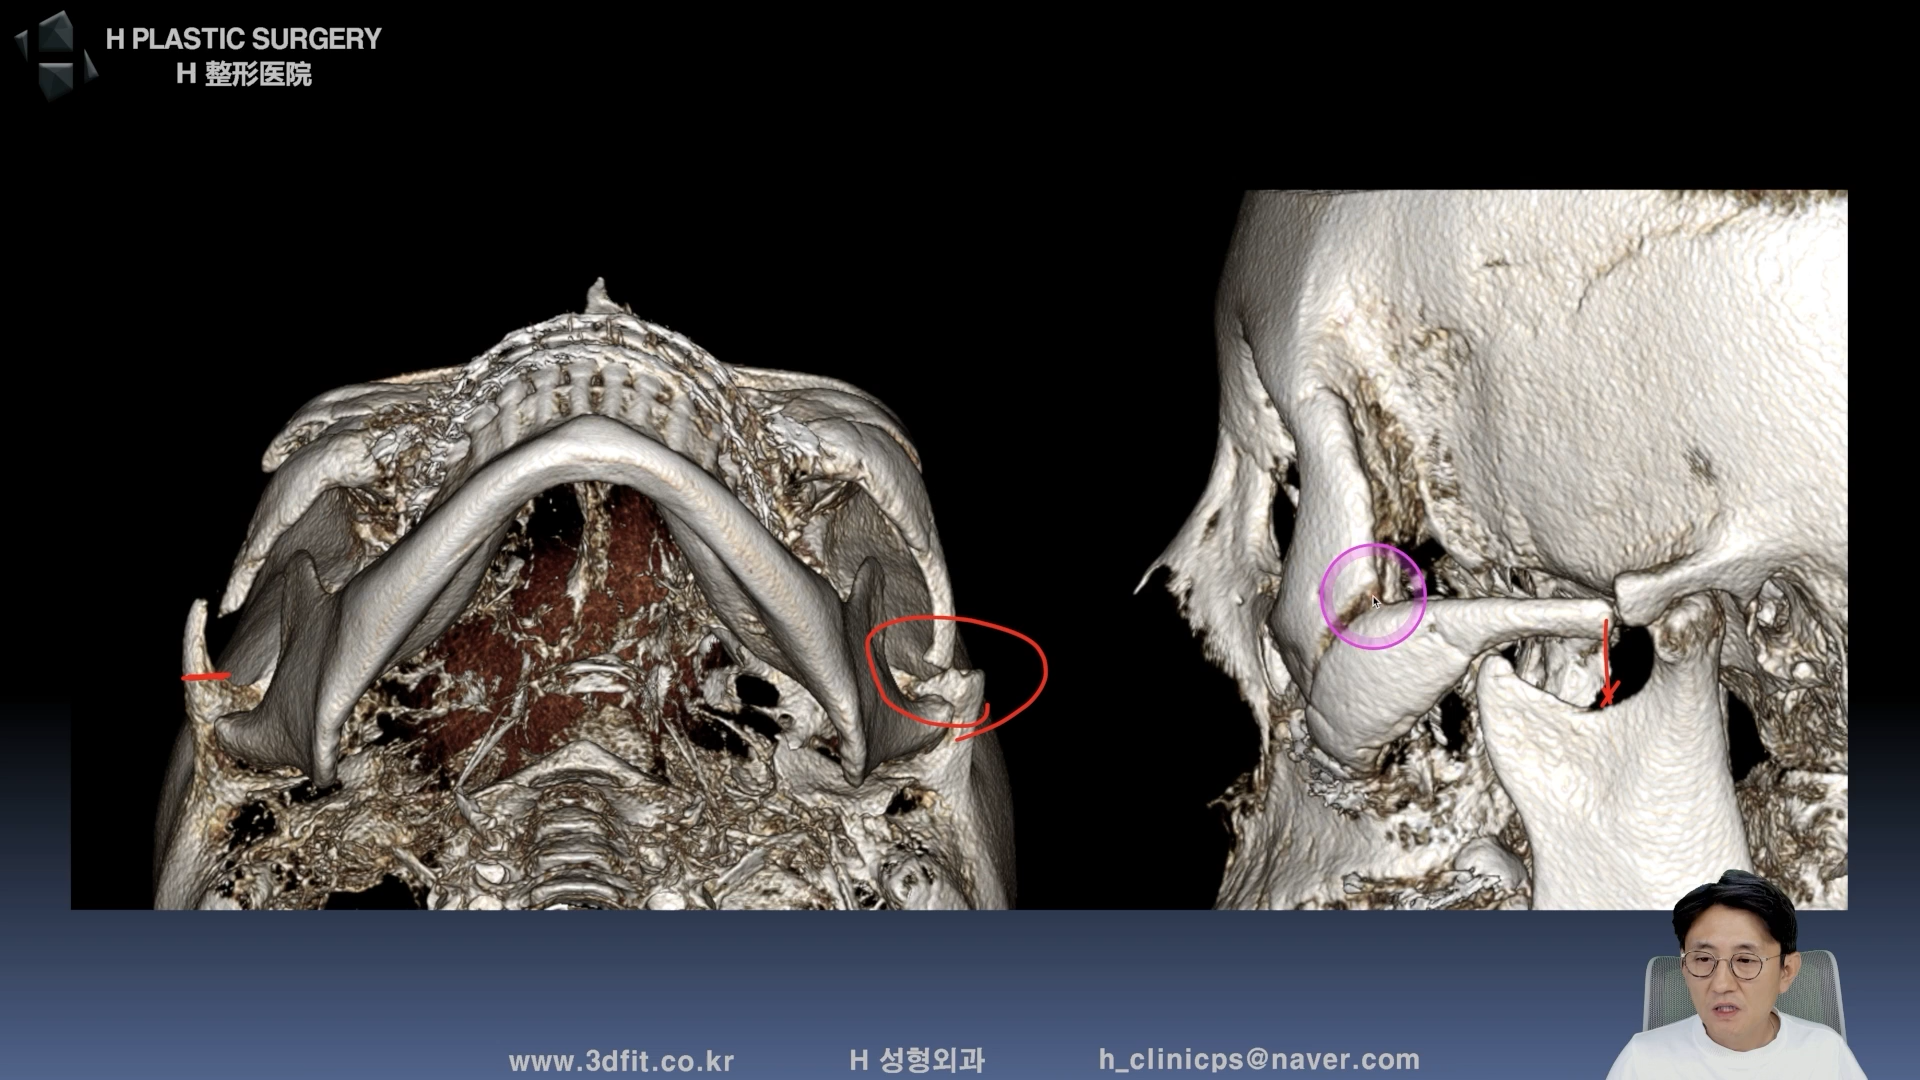 H PLASTIC SURGERY
H 整形医院
www.3dfit.co.kr
H 성형외과
h_clinicps@naver.com